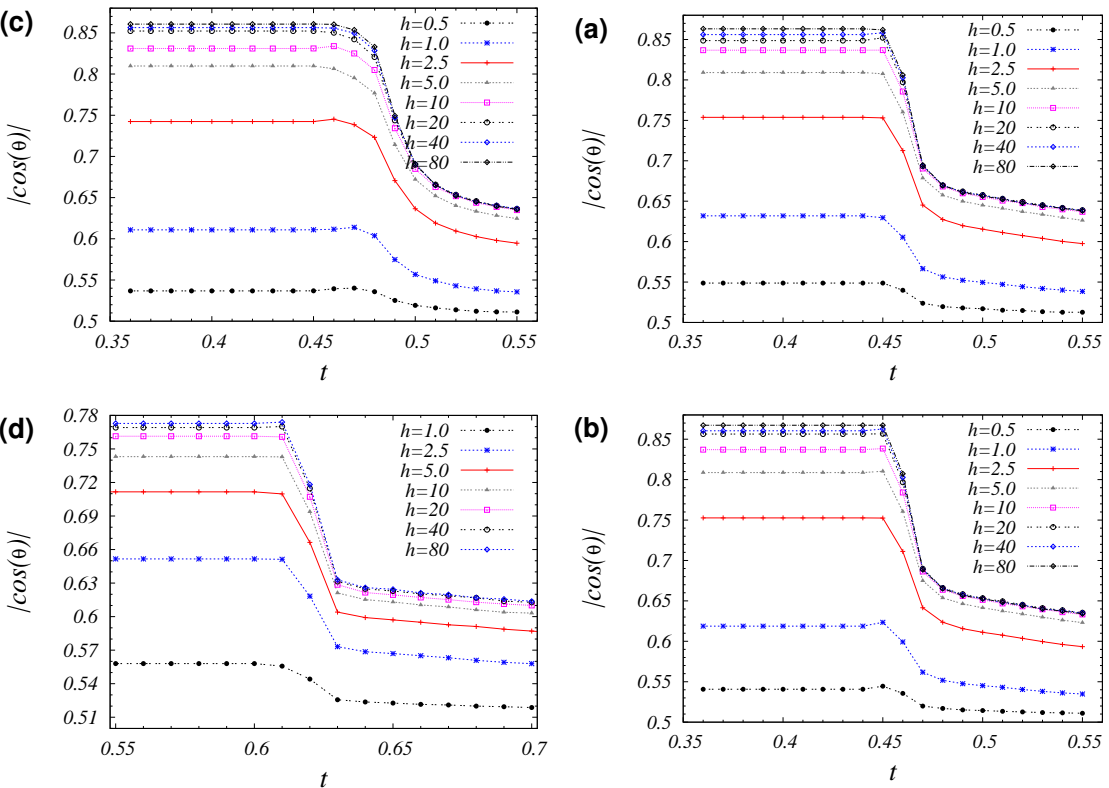 (c)
|cos(θ)|
0.85
0.8
0.75
0.7
0.65
0.6
0.55
0.5
0.35 0.4 0.45 0.5 0.55
t
h=0.5
h=1.0
h=2.5
h=5.0
h=10
h=20
h=40
h=80
(a)
|cos(θ)|
0.85
0.8
0.75
0.7
0.65
0.6
0.55
0.5
0.35 0.4 0.45 0.5 0.55
t
h=0.5
h=1.0
h=2.5
h=5.0
h=10
h=20
h=40
h=80
(d)
|cos(θ)|
0.78
0.75
0.72
0.69
0.66
0.63
0.6
0.57
0.54
0.51
0.55 0.6 0.65 0.7
t
h=1.0
h=2.5
h=5.0
h=10
h=20
h=40
h=80
(b)
|cos(θ)|
0.85
0.8
0.75
0.7
0.65
0.6
0.55
0.5
0.35 0.4 0.45 0.5 0.55
t
h=0.5
h=1.0
h=2.5
h=5.0
h=10
h=20
h=40
h=80